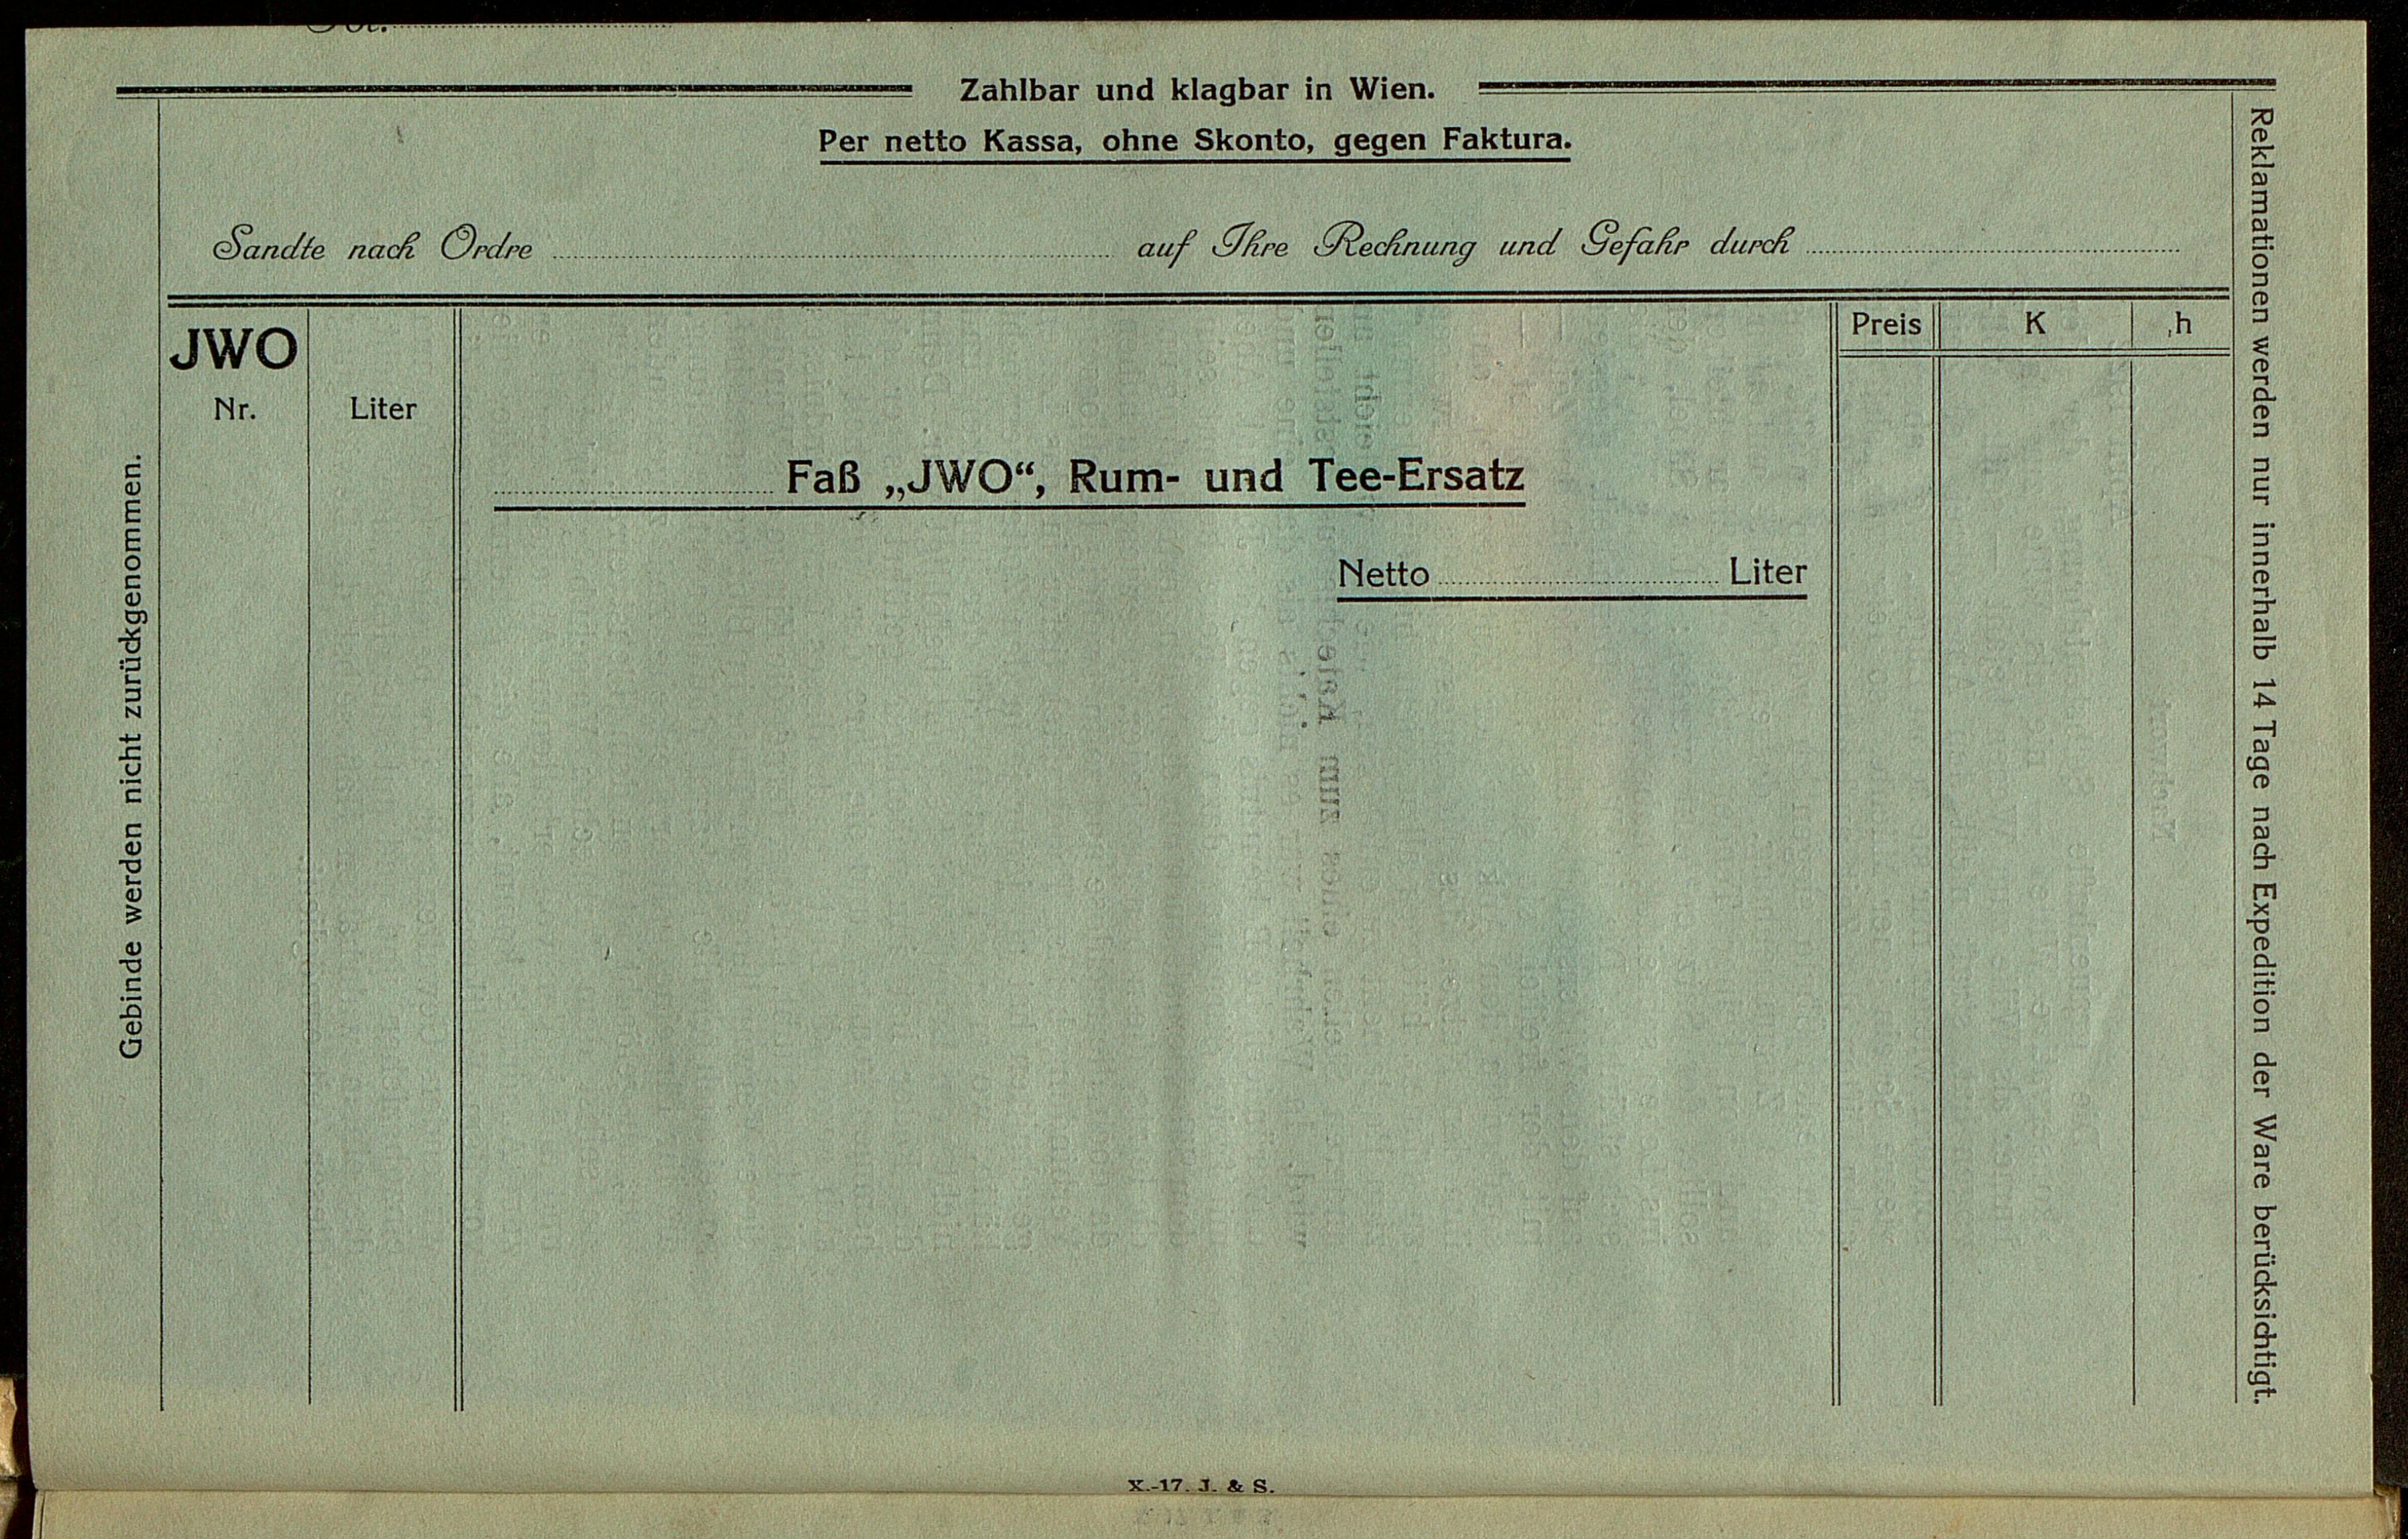 Zahlbar und klagbar in Wien.
Per netto Kassa, ohne Skonto, gegen Faktura.
Sandte nach Ordre auf Ihre Rechnung und Gefahr durch
JWO
Nr.
Liter
Preis
K
h
Faß „JWO“, Rum- und Tee-Ersatz
Netto Liter
Gebinde werden nicht zurückgenommen.
Reklamationen werden nur innerhalb 14 Tage nach Expedition der Ware berücksichtigt.
X.-17. J. & S.